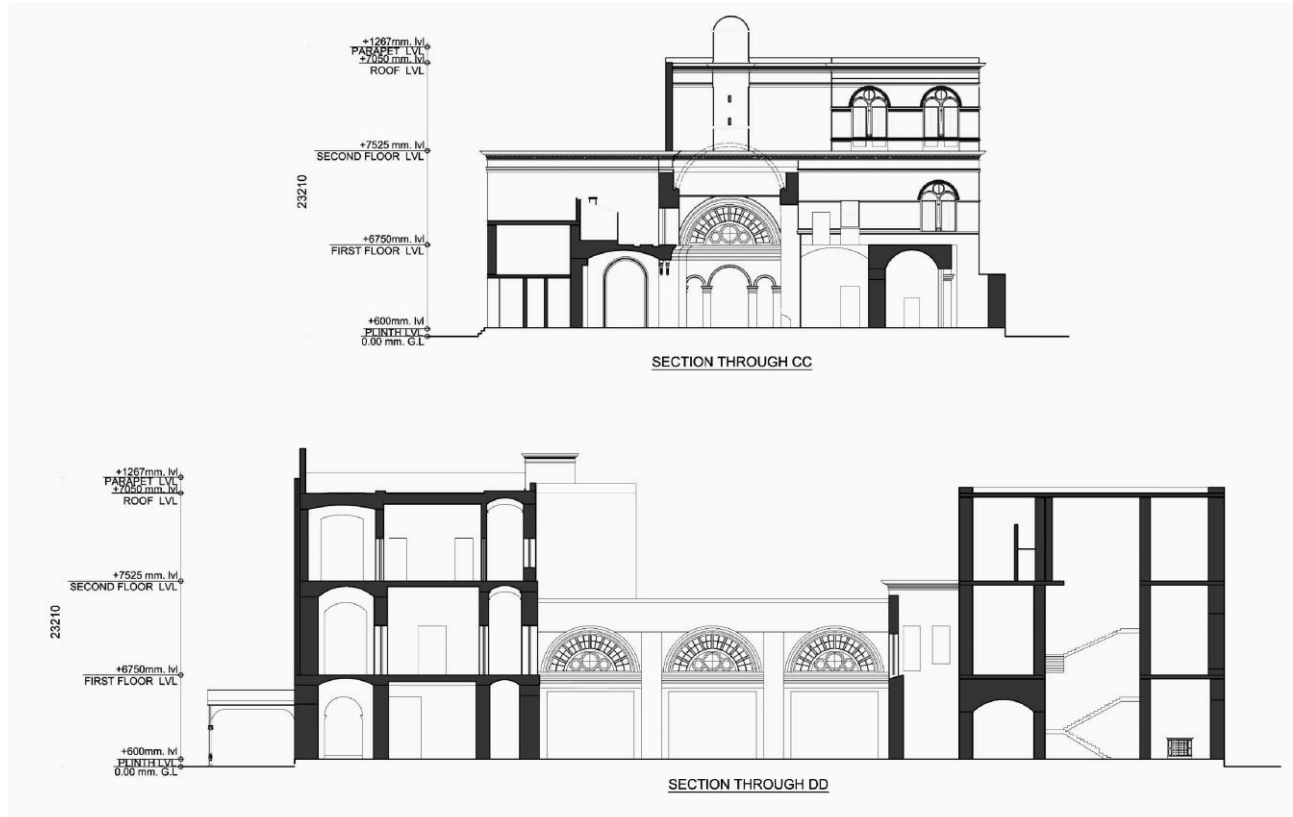 +1267mm. lvl
PARAPET LVL
+7050 mm. lvl
ROOF LVL
+7525 mm. lvl
SECOND FLOOR LVL
23210
+6750mm. lvl
FIRST FLOOR LVL
+600mm. lvl
PLINTH LVL
0.00 mm. G.L
SECTION THROUGH CC
+1267mm. lvl
PARAPET LVL
+7050 mm. lvl
ROOF LVL
+7525 mm. lvl
SECOND FLOOR LVL
23210
+6750mm. lvl
FIRST FLOOR LVL
+600mm. lvl
PLINTH LVL
0.00 mm. G.L
SECTION THROUGH DD